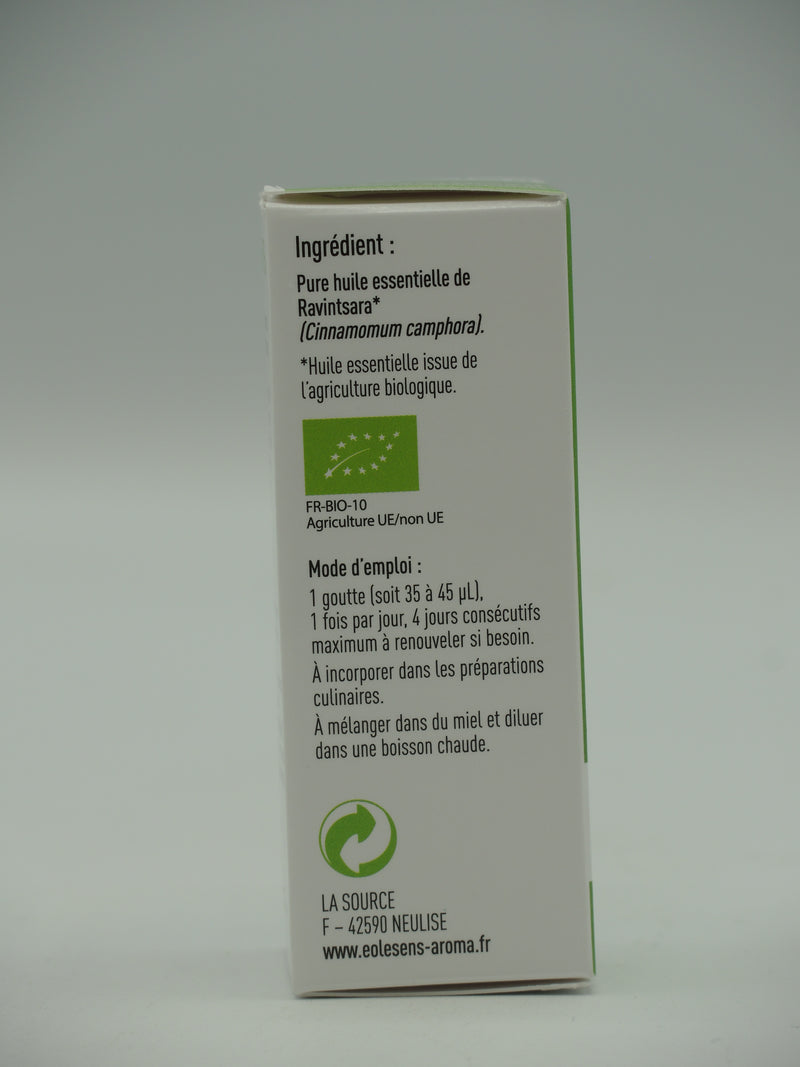 Ingrédient :
Pure huile essentielle de
Ravintsara*
(Cinnamomum camphora).
*Huile essentielle issue de
l'agriculture biologique.
FR-BIO-10
Agriculture UE/non UE
Mode d'emploi :
1 goutte (soit 35 à 45 µL),
1 fois par jour, 4 jours consécutifs
maximum à renouveler si besoin.
À incorporer dans les préparations
culinaires.
À mélanger dans du miel et diluer
dans une boisson chaude.
LA SOURCE
F – 42590 NEULISE
www.eolesens-aroma.fr